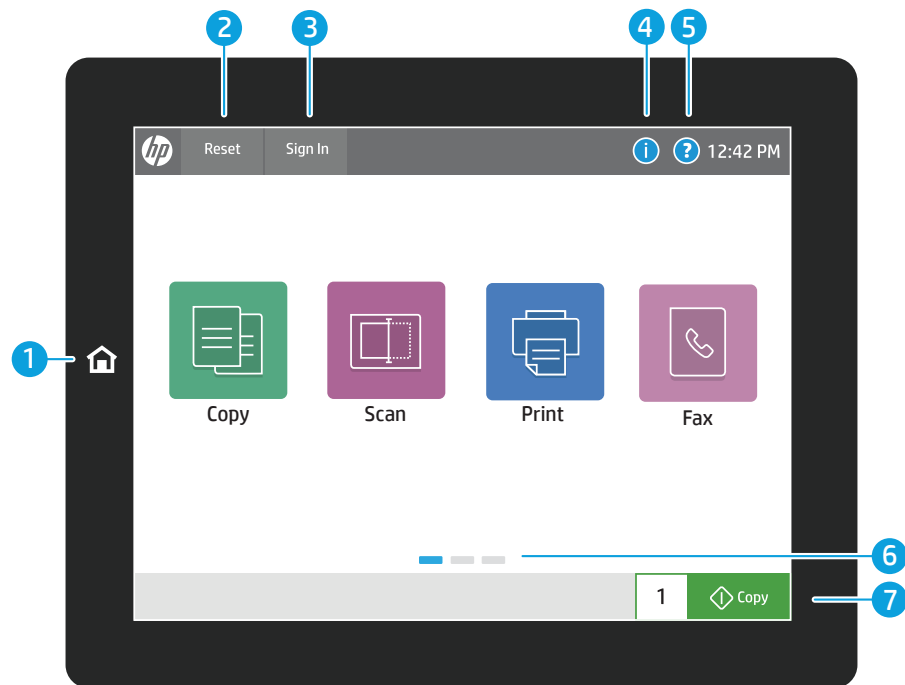 2
3
4
5
hp
Reset
Sign In
i
?
12:42 PM
1
Copy
Scan
Print
Fax
6
1
Copy
7